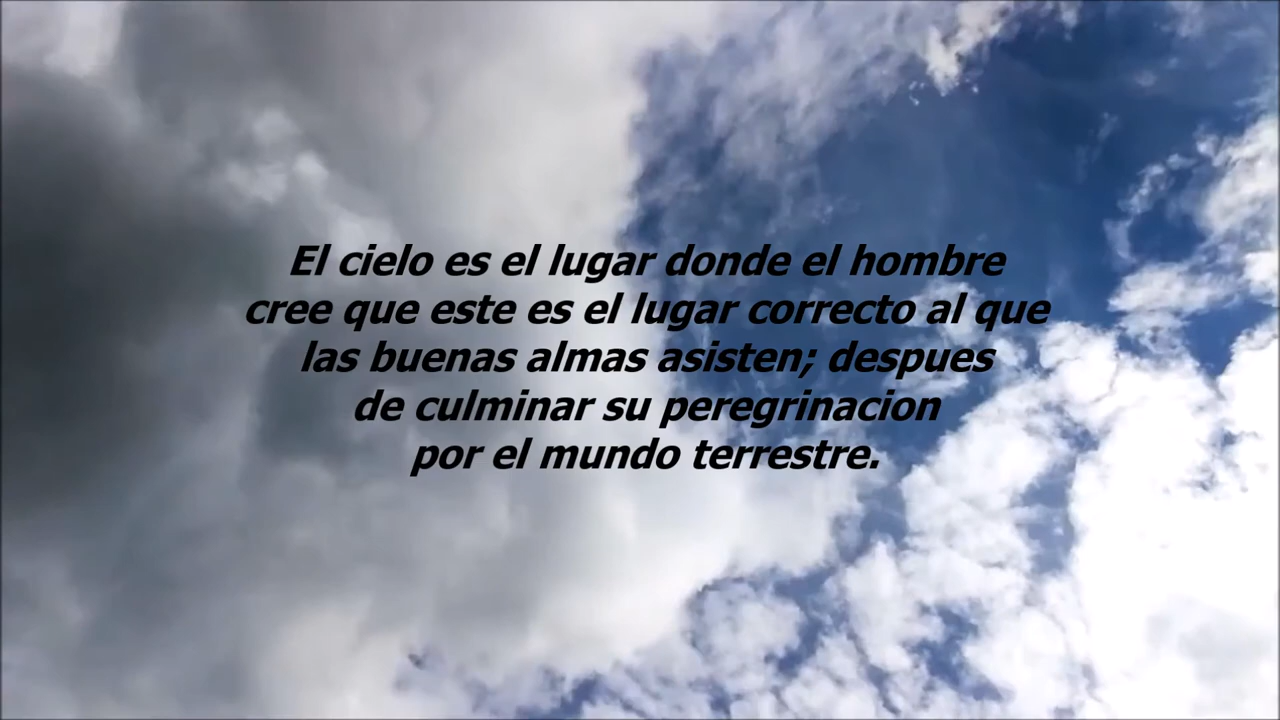 El cielo es el lugar donde el hombre
cree que este es el lugar correcto al que
las buenas almas asisten; despues
de culminar su peregrinacion
por el mundo terrestre.